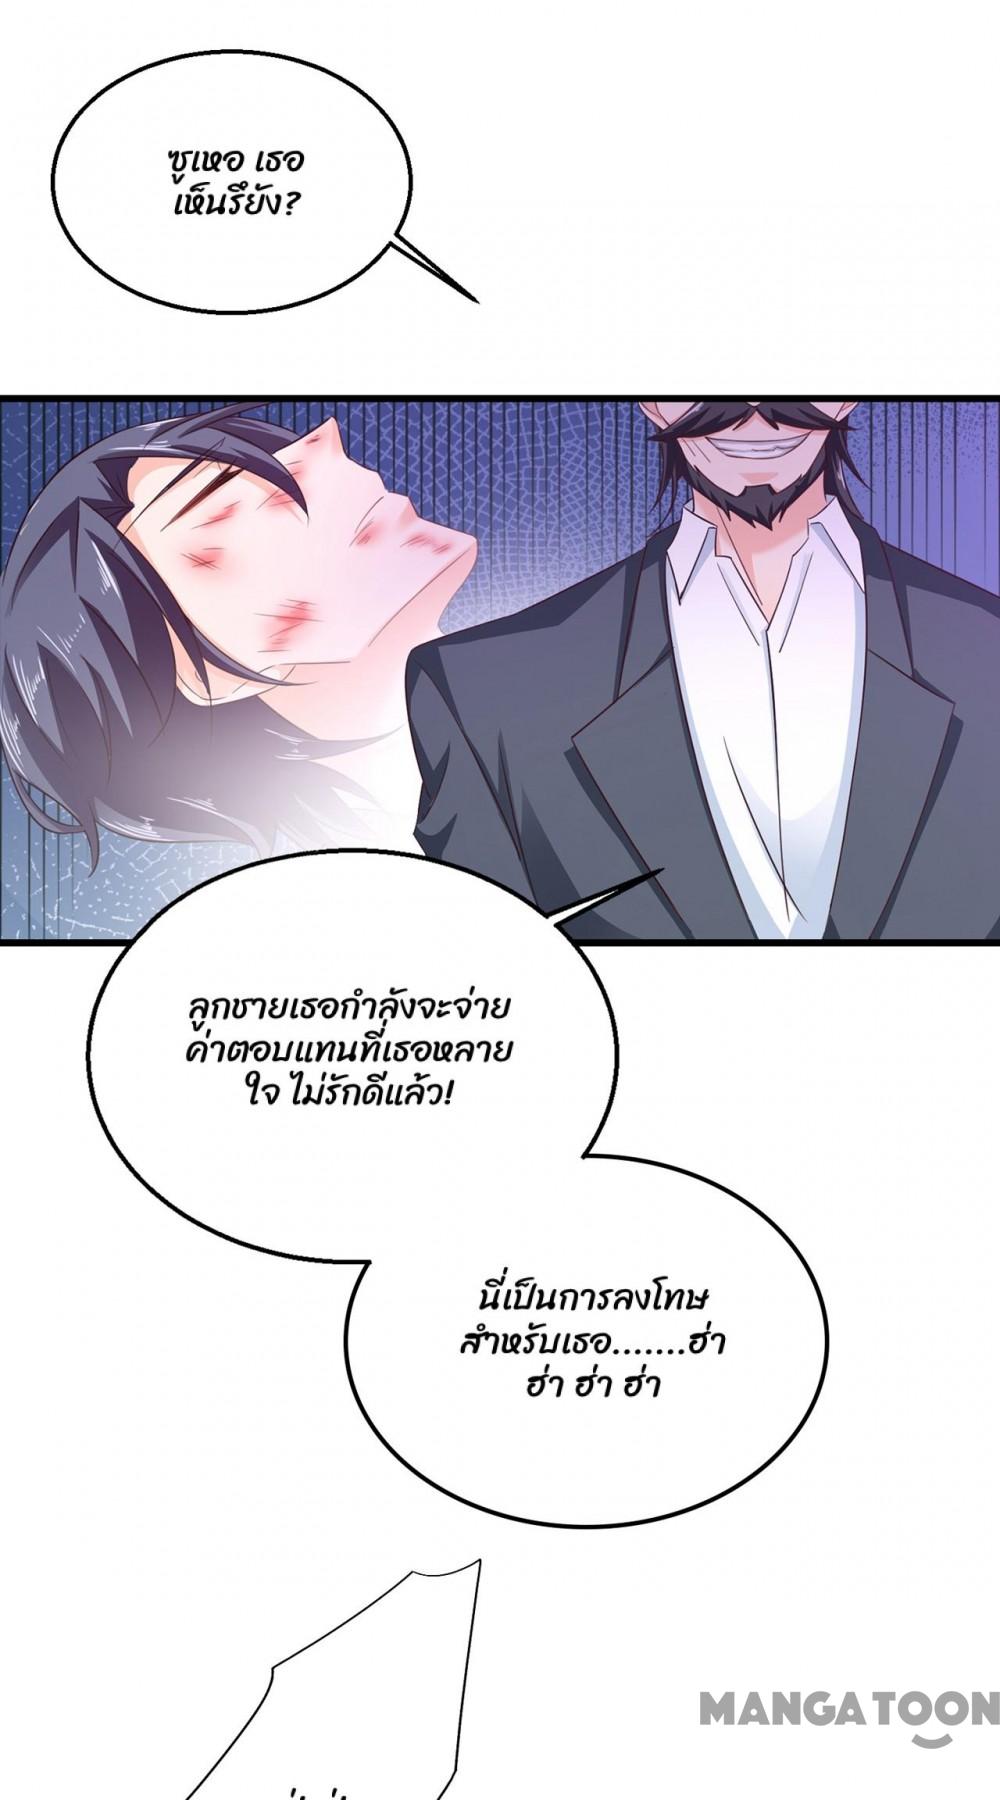 ซูเหอ เธอ
เห็นรึยัง?
ลูกชายเธอกำลังจะจ่าย
ค่าตอบแทนที่เธอหลาย
ใจ ไม่รักดีแล้ว!
นี่เป็นการลงโทษ
สำหรับเธอ.......ฮ่า
ฮ่า ฮ่า ฮ่า
MANGATOON